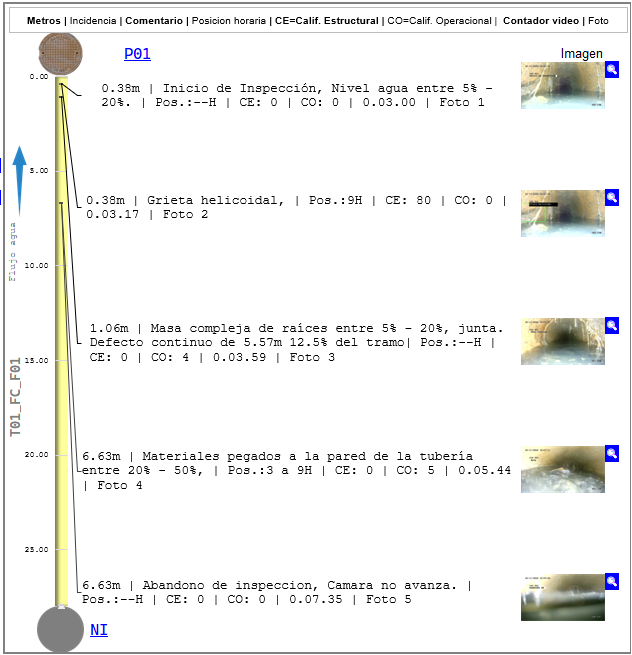 Metros | Incidencia | Comentario | Posicion horaria | CE=Calif. Estructural | CO=Calif. Operacional | Contador video | Foto
P01
Imagen
0.00
0.38m | Inicio de Inspección, Nivel agua entre 5% -
20%. | Pos.:--H | CE: 0 | CO: 0 | 0.03.00 | Foto 1
5.00
0.38m | Grieta helicoidal, | Pos.:9H | CE: 80 | CO: 0 |
0.03.17 | Foto 2
Flujo agua
10.00
1.06m | Masa compleja de raíces entre 5% - 20%, junta.
Defecto continuo de 5.57m 12.5% del tramo| Pos.:--H |
CE: 0 | CO: 4 | 0.03.59 | Foto 3
15.00
T01_FC_F01
20.00
6.63m | Materiales pegados a la pared de la tubería
entre 20% - 50%, | Pos.:3 a 9H | CE: 0 | CO: 5 | 0.05.44
| Foto 4
25.00
6.63m | Abandono de inspeccion, Camara no avanza. |
Pos.:--H | CE: 0 | CO: 0 | 0.07.35 | Foto 5
NI